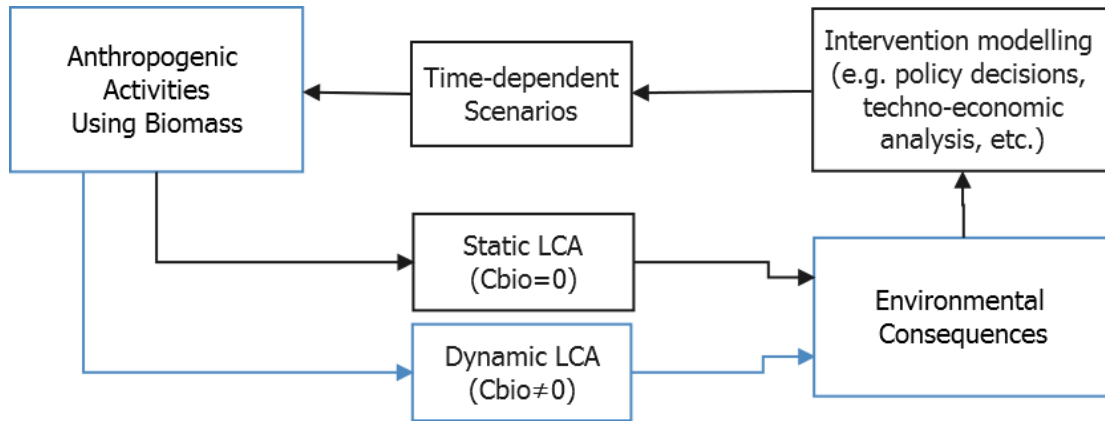 Anthropogenic
Activities
Using Biomass
Time-dependent
Scenarios
Intervention modelling
(e.g. policy decisions,
techno-economic
analysis, etc.)
Static LCA
(Cbio=0)
Dynamic LCA
(Cbio≠0)
Environmental
Consequences